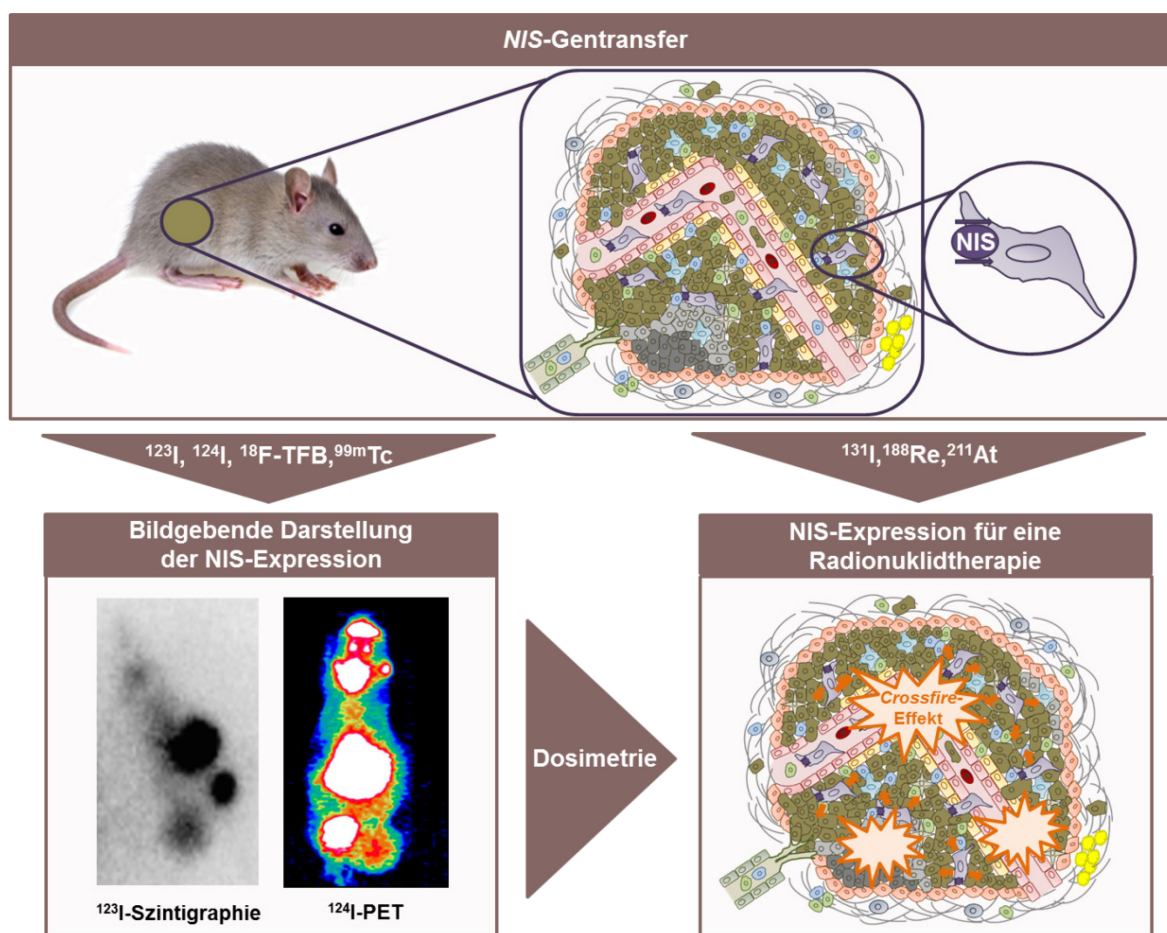 NIS-Gentransfer
NIS
¹²³I, ¹²⁴I, ¹⁸F-TFB,⁹⁹ᵐTc
¹³¹I,¹⁸⁸Re,²¹¹At
Bildgebende Darstellung
der NIS-Expression
NIS-Expression für eine
Radionuklidtherapie
Dosimetrie
Crossfire-
Effekt
¹²³I-Szintigraphie
¹²⁴I-PET